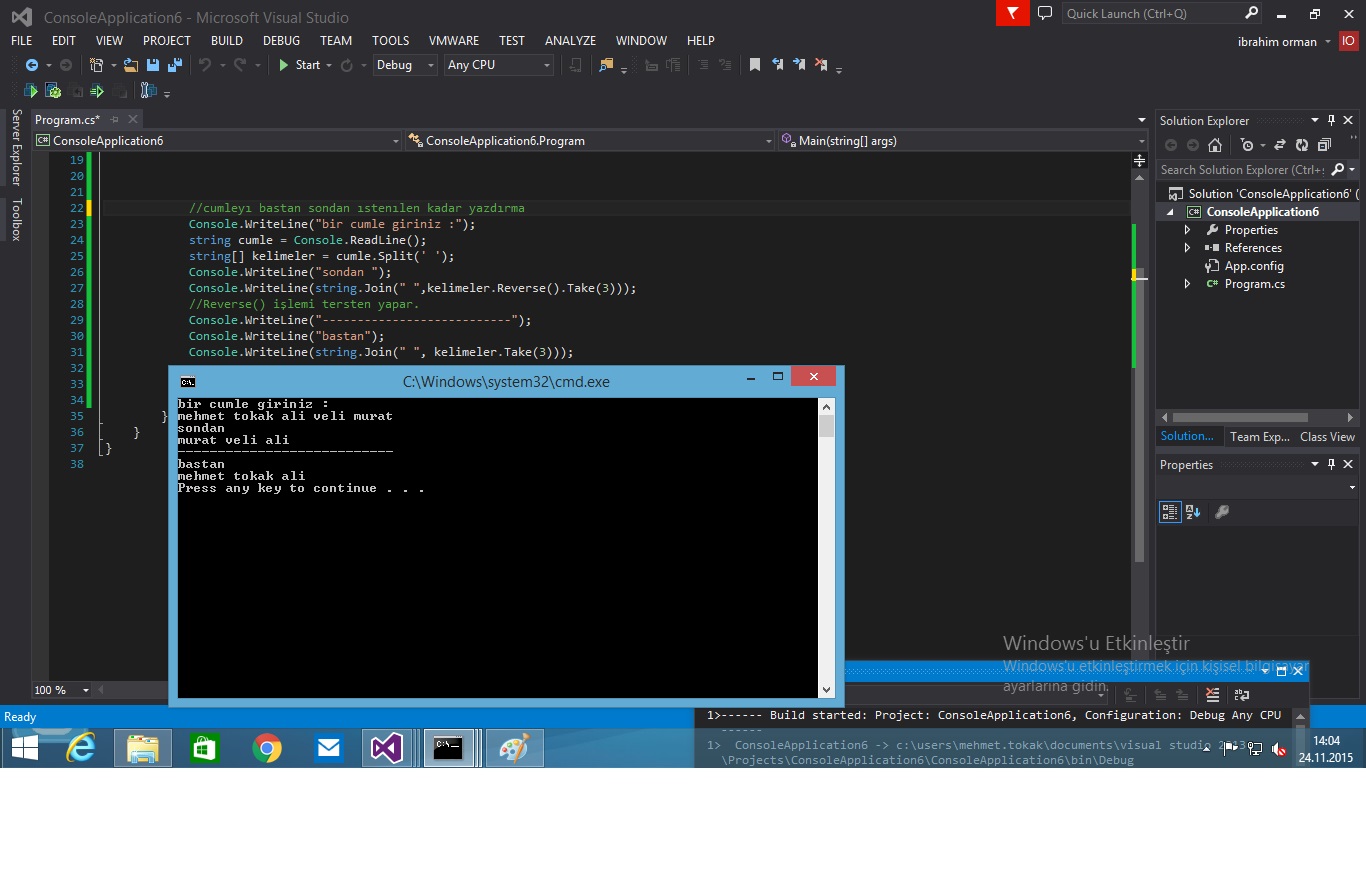 ConsoleApplication6 - Microsoft Visual Studio
Quick Launch (Ctrl+Q)
FILE EDIT VIEW PROJECT BUILD DEBUG TEAM TOOLS VMWARE TEST ANALYZE WINDOW HELP
ibrahim orman
IO
Start
Debug
Any CPU
Server Explorer
Toolbox
Program.cs*
C# ConsoleApplication6
ConsoleApplication6.Program
Main(string[] args)
19
20
21
22 //cumleyı bastan sondan ıstenılen kadar yazdırma
23 Console.WriteLine("bir cumle giriniz :");
24 string cumle = Console.ReadLine();
25 string[] kelimeler = cumle.Split(' ');
26 Console.WriteLine("sondan ");
27 Console.WriteLine(string.Join(" ",kelimeler.Reverse().Take(3)));
28 //Reverse() işlemi tersten yapar.
29 Console.WriteLine("---------------------------");
30 Console.WriteLine("bastan");
31 Console.WriteLine(string.Join(" ", kelimeler.Take(3)));
32
33
34
35 }
36 }
37 }
38
C:\Windows\system32\cmd.exe
bir cumle giriniz :
mehmet tokak ali veli murat
sondan
murat veli ali
---------------------------
bastan
mehmet tokak ali
Press any key to continue . . .
Solution Explorer
Search Solution Explorer (Ctrl+;
Solution 'ConsoleApplication6' (
C# ConsoleApplication6
Properties
References
App.config
C# Program.cs
Solution... Team Exp... Class View
Properties
Windows'u Etkinleştir
Windows'u etkinleştirmek için kişisel bilgisayar
ayarlarına gidin.
100 %
Ready
1>------ Build started: Project: ConsoleApplication6, Configuration: Debug Any CPU
------
1> ConsoleApplication6 -> c:\users\mehmet.tokak\documents\visual studio 2013
\Projects\ConsoleApplication6\ConsoleApplication6\bin\Debug
14:04
24.11.2015